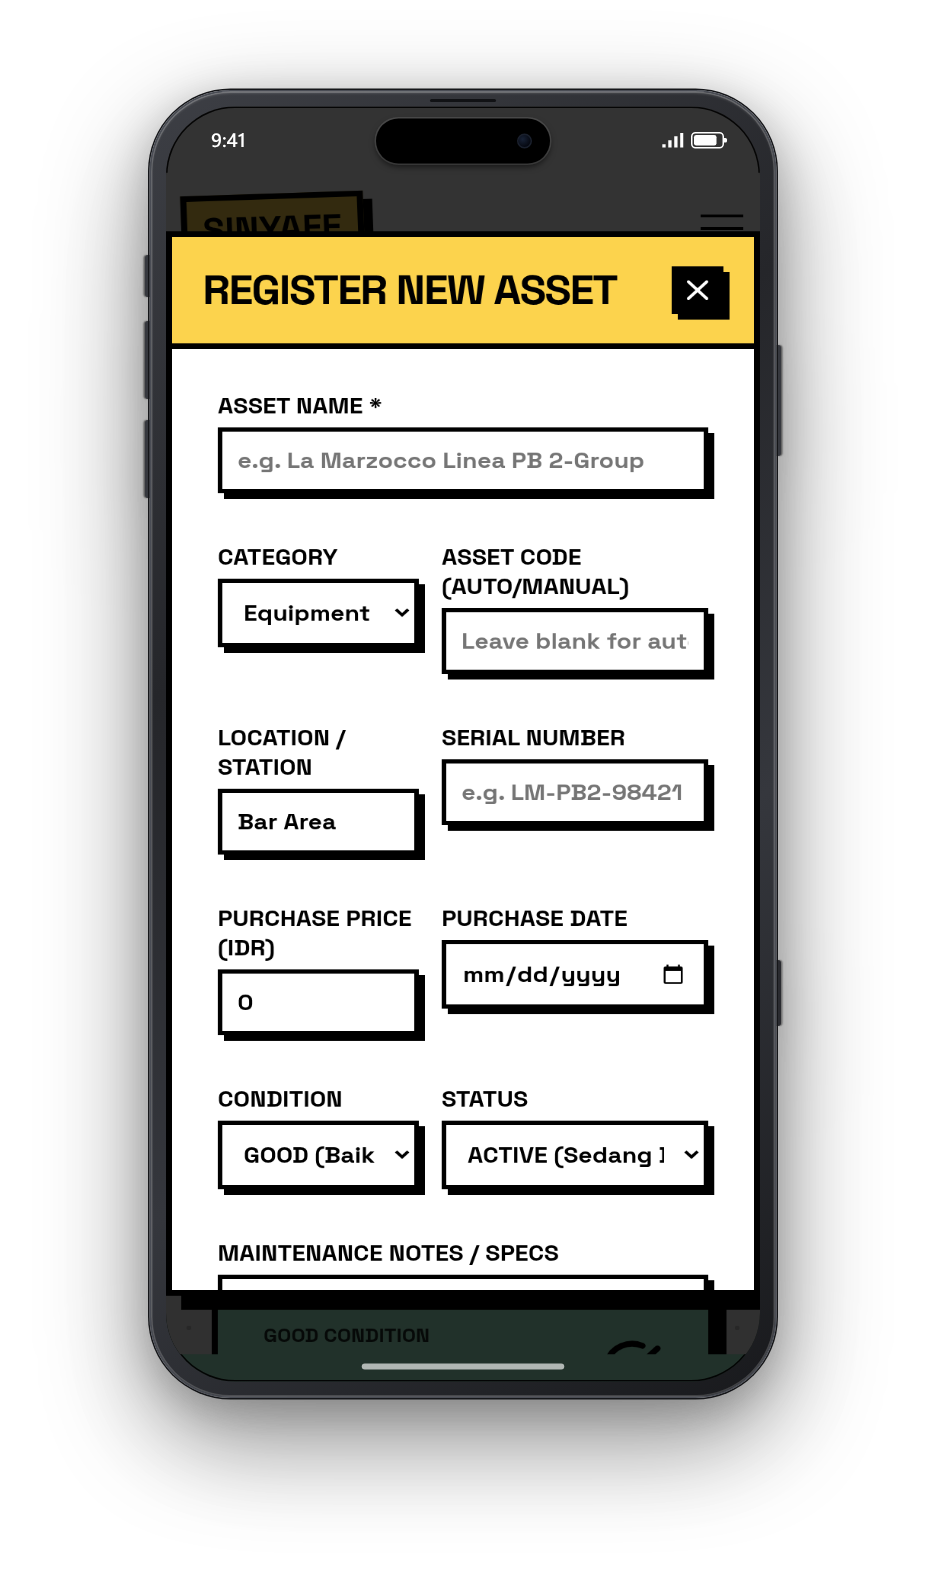 9:41
SINYAFE
REGISTER NEW ASSET
ASSET NAME *
e.g. La Marzocco Linea PB 2-Group
CATEGORY
Equipment
ASSET CODE
(AUTO/MANUAL)
Leave blank for aut
LOCATION /
STATION
Bar Area
SERIAL NUMBER
e.g. LM-PB2-98421
PURCHASE PRICE
(IDR)
0
PURCHASE DATE
mm/dd/yyyy
CONDITION
GOOD (Baik
STATUS
ACTIVE (Sedang
MAINTENANCE NOTES / SPECS
GOOD CONDITION